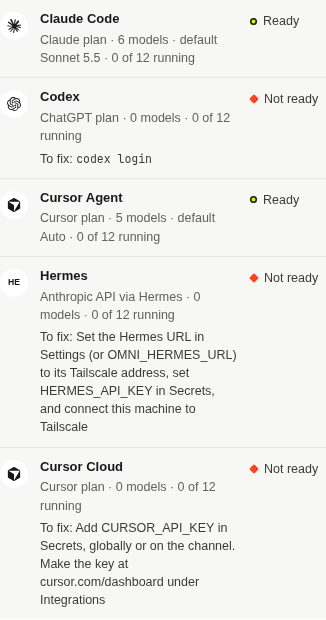 Claude Code
Ready
Claude plan · 6 models · default
Sonnet 5.5 · 0 of 12 running
Codex
Not ready
ChatGPT plan · 0 models · 0 of 12
running
To fix: codex login
Cursor Agent
Ready
Cursor plan · 5 models · default
Auto · 0 of 12 running
HE
Hermes
Not ready
Anthropic API via Hermes · 0
models · 0 of 12 running
To fix: Set the Hermes URL in
Settings (or OMNI_HERMES_URL)
to its Tailscale address, set
HERMES_API_KEY in Secrets,
and connect this machine to
Tailscale
Cursor Cloud
Not ready
Cursor plan · 0 models · 0 of 12
running
To fix: Add CURSOR_API_KEY in
Secrets, globally or on the channel.
Make the key at
cursor.com/dashboard under
Integrations